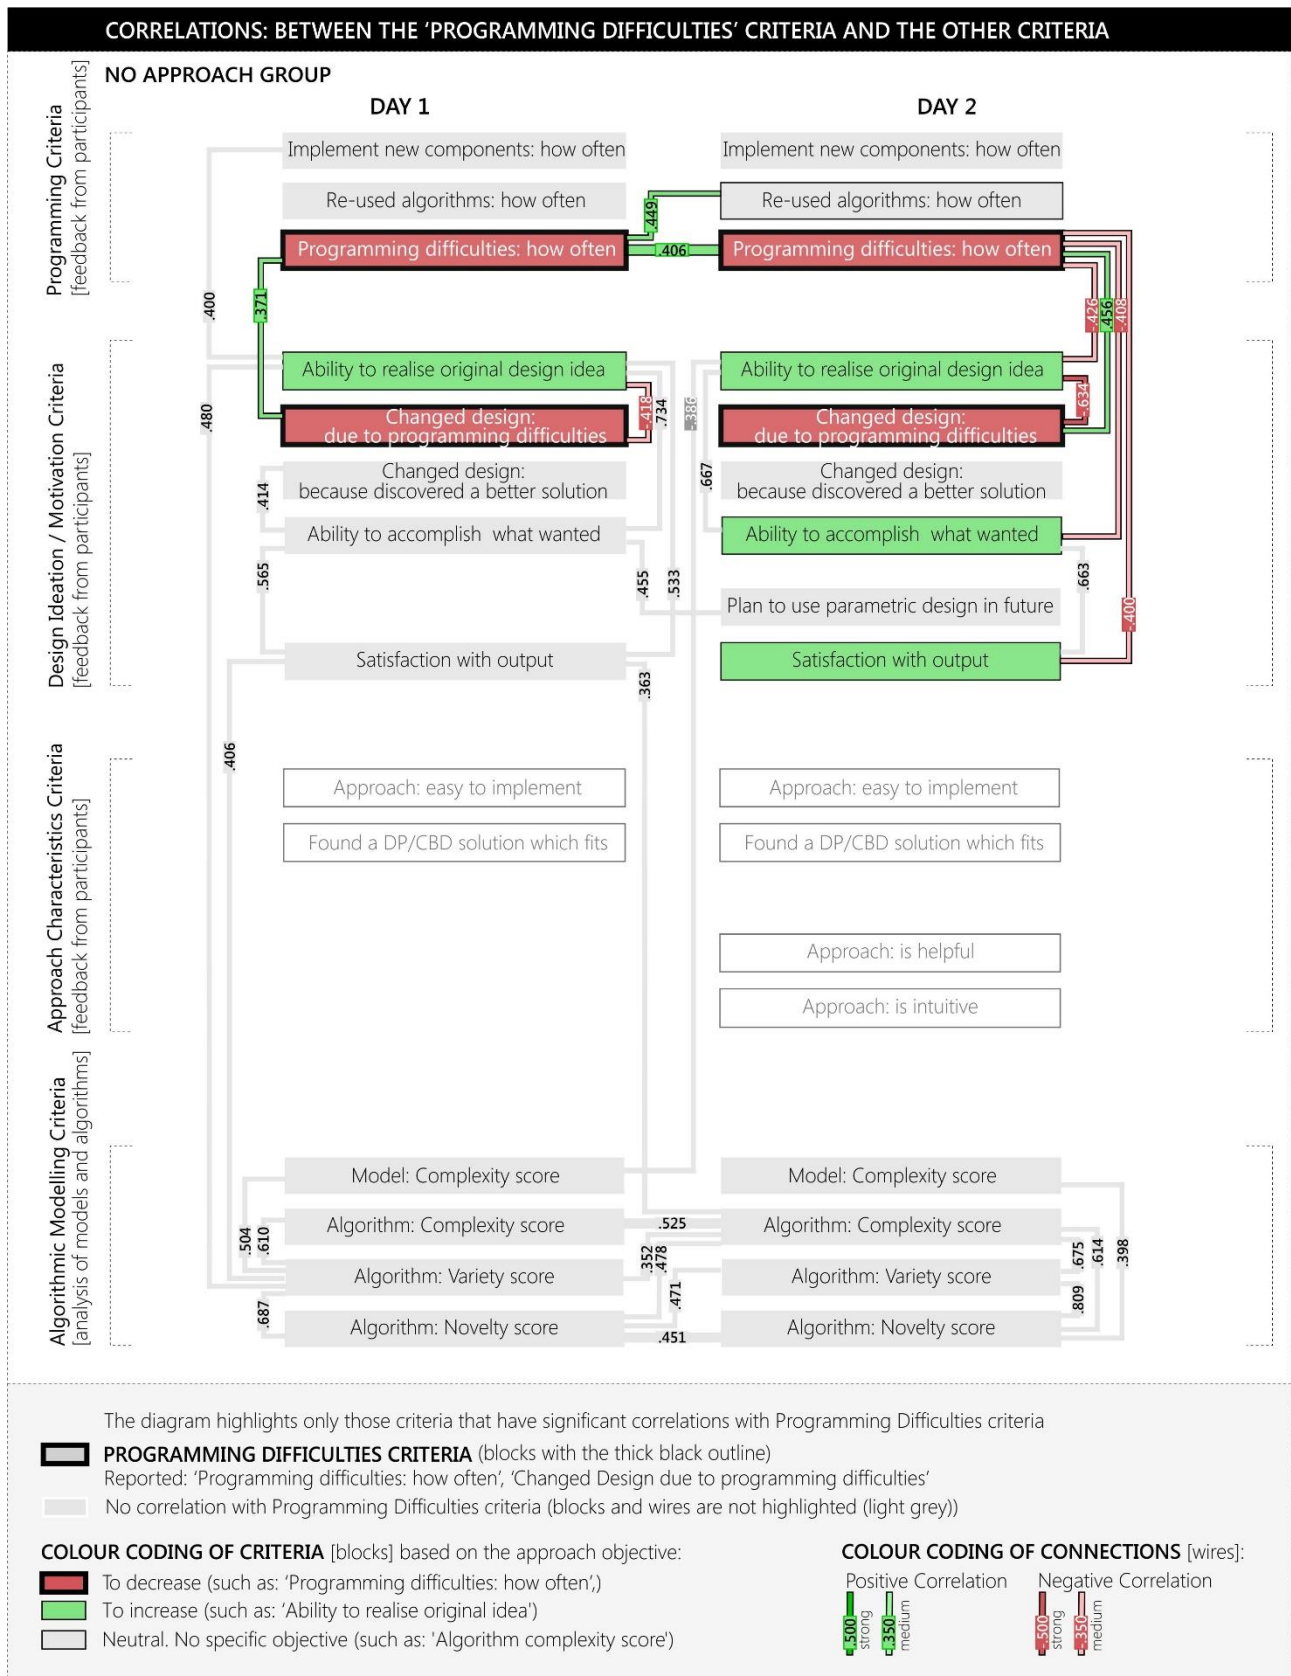 CORRELATIONS: BETWEEN THE ‘PROGRAMMING DIFFICULTIES’ CRITERIA AND THE OTHER CRITERIA
NO APPROACH GROUP
DAY 1
DAY 2
Programming Criteria
[feedback from participants]
Implement new components: how often
Implement new components: how often
Re-used algorithms: how often
Re-used algorithms: how often
.449
Programming difficulties: how often
.406
Programming difficulties: how often
.400
.371
-.426
.456
-.408
Design Ideation / Motivation Criteria
[feedback from participants]
Ability to realise original design idea
Ability to realise original design idea
.480
-.418
.734
.386
-.634
Changed design:
due to programming difficulties
Changed design:
due to programming difficulties
Changed design:
because discovered a better solution
Changed design:
because discovered a better solution
.414
.667
Ability to accomplish what wanted
Ability to accomplish what wanted
.565
.455
.533
.663
-.400
Plan to use parametric design in future
Satisfaction with output
Satisfaction with output
.363
.406
Approach Characteristics Criteria
[feedback from participants]
Approach: easy to implement
Approach: easy to implement
Found a DP/CBD solution which fits
Found a DP/CBD solution which fits
Approach: is helpful
Approach: is intuitive
Algorithmic Modelling Criteria
[analysis of models and algorithms]
Model: Complexity score
Model: Complexity score
Algorithm: Complexity score
.525
Algorithm: Complexity score
.504
.610
.352
.478
.675
.614
.398
Algorithm: Variety score
Algorithm: Variety score
.687
.471
.809
Algorithm: Novelty score
.451
Algorithm: Novelty score
The diagram highlights only those criteria that have significant correlations with Programming Difficulties criteria
PROGRAMMING DIFFICULTIES CRITERIA (blocks with the thick black outline)
Reported: ‘Programming difficulties: how often’, ‘Changed Design due to programming difficulties’
No correlation with Programming Difficulties criteria (blocks and wires are not highlighted (light grey))
COLOUR CODING OF CRITERIA [blocks] based on the approach objective:
To decrease (such as: ‘Programming difficulties: how often’,)
To increase (such as: ‘Ability to realise original idea’)
Neutral. No specific objective (such as: 'Algorithm complexity score’)
COLOUR CODING OF CONNECTIONS [wires]:
Positive Correlation
Negative Correlation
.500
strong
.350
medium
-.500
strong
-.350
medium